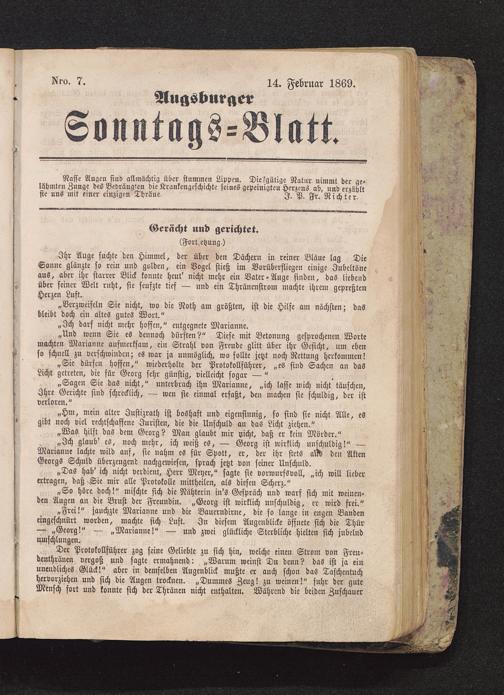 Nro. 7.
14. Februar 1869.
Augsburger
Sonntags=Blatt.
Nasse Augen sind allmächtig über stummen Lippen. Die gütige Natur nimmt der ge-
lähmten Zunge des Bedrängten die Krankengeschichte seines gepeinigten Herzens ab, und erzählt
sie uns mit einer einzigen Thräne.
J. P. Fr. Richter.
Gerächt und gerichtet.
(Fortsetzung.)
Ihr Auge suchte den Himmel, der über den Dächern in reiner Bläue lag Die
Sonne glänzte so rein und golden, ein Vogel stieß im Vorüberfliegen einige Jubeltöne
aus, aber ihr starrer Blick konnte heut' nicht mehr ein Vater-Auge finden, das liebend
über seiner Welt ruht, sie seufzte tief — und ein Thränenstrom machte ihrem gepreßten
Herzen Luft.
„Verzweifeln Sie nicht, wo die Noth am größten, ist die Hilfe am nächsten; das
bleibt doch ein altes gutes Wort."
„Ich darf nicht mehr hoffen," entgegnete Marianne.
„Und wenn Sie es dennoch dürften?" Diese mit Betonung gesprochenen Worte
machten Marianne aufmerksam, ein Strahl von Freude glitt über ihr Gesicht, um eben
so schnell zu verschwinden; es war ja unmöglich, wo sollte jetzt noch Rettung herkommen!
„Sie dürfen hoffen," wiederholte der Protokollführer, „es sind Sachen an das
Licht getreten, die für Georg sehr günstig, vielleicht sogar — "
„Sagen Sie das nicht," unterbrach ihn Marianne, „ich lasse mich nicht täuschen,
Ihre Gerichte sind schrecklich, — wen sie einmal erfaßt, den machen sie schuldig, der ist
verloren."
„Hm, mein alter Justizrath ist boshaft und eigensinnig, so sind sie nicht Alle, es
gibt noch viel rechtschaffene Juristen, die die Unschuld an das Licht ziehen."
„Was hilft das dem Georg? Man glaubt mir nicht, daß er kein Mörder."
„Ich glaub' es, noch mehr, ich weiß es, — Georg ist wirklich unschuldig!" —
Marianne lachte wild auf, sie nahm es für Spott, er, der ihr stets aus den Akten
Georgs Schuld überzeugend nachgewiesen, sprach jetzt von seiner Unschuld.
„Das hab' ich nicht verdient, Herr Meyer," sagte sie vorwurfsvoll, „ich will lieber
ertragen, daß Sie mir alle Protokolle mittheilen, als diesen Scherz."
„So höre doch!" mischte sich die Nähterin in's Gespräch und warf sich mit weinen-
den Augen an die Brust der Freundin. „Georg ist wirklich unschuldig, er wird frei."
„Frei!" jauchzte Marianne und die Bauerndirne, die so lange in engen Banden
eingeschnürt worden, machte sich Luft. In diesem Augenblicke öffnete sich die Thür
— „Georg!" — „Marianne!" — und zwei glückliche Sterbliche hielten sich jubelnd
umschlungen.
Der Protokollführer zog seine Geliebte zu sich hin, welche einen Strom von Freu-
denthränen vergoß und sagte ermahnend: „Warum weinst Du denn? das ist ja ein
unendliches Glück!" aber in demselben Augenblick mußte er auch schon das Taschentuch
hervorziehen und sich die Augen trocknen. „Dummes Zeug! zu weinen!" fuhr der gute
Mensch fort und konnte sich der Thränen nicht enthalten. Während die beiden Zuschauer